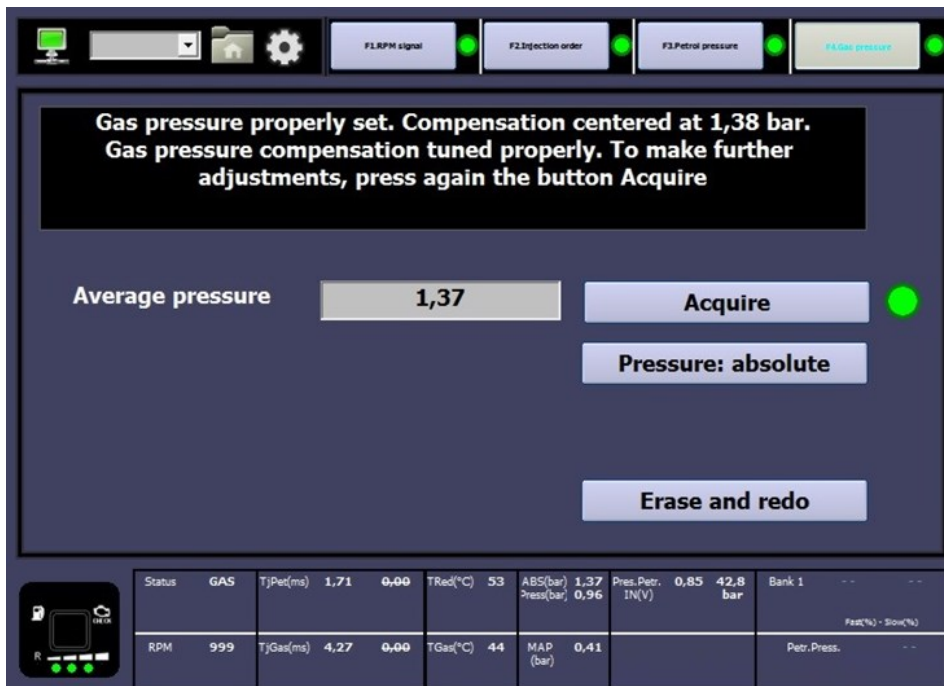 F1.RPM signal
F2.Injection order
F3.Petrol pressure
F4.Gas pressure
Gas pressure properly set. Compensation centered at 1,38 bar.
Gas pressure compensation tuned properly. To make further
adjustments, press again the button Acquire
Average pressure
1,37
Acquire
Pressure: absolute
Erase and redo
Status GAS TjPet(ms) 1,71 0,00 TRed(°C) 53 ABS(bar) 1,37 Pres.Petr. 0,85 42,8 Bank 1 -- --
Press(bar) 0,96 IN(V) bar
Fast(%) - Slow(%)
CHECK
RPM 999 TjGas(ms) 4,27 0,00 TGas(°C) 44 MAP 0,41 Petr.Press. --
(bar)
R